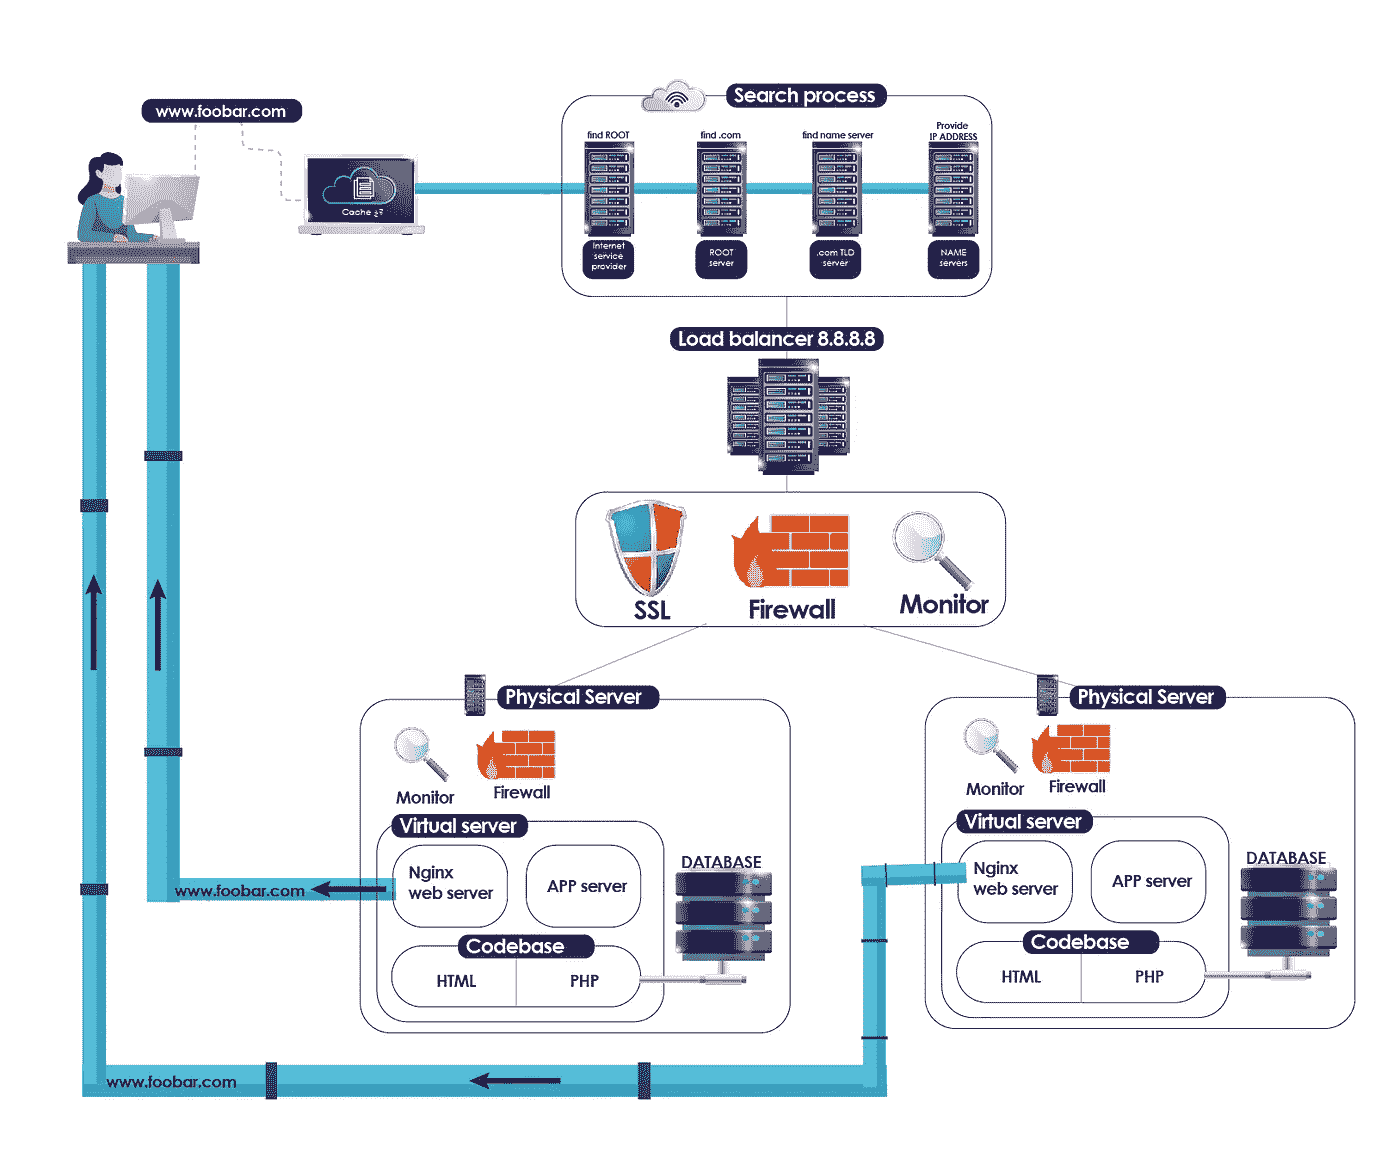 www.foobar.com
Search process
find ROOT
find .com
find name server
Provide
IP ADDRESS
Cache
Internet
service
provider
ROOT
server
.com TLD
server
NAME
servers
Load balancer 8.8.8.8
SSL
Firewall
Monitor
Physical Server
Monitor
Firewall
Virtual server
Nginx
web server
APP server
DATABASE
Codebase
HTML
PHP
www.foobar.com
Physical Server
Monitor
Firewall
Virtual server
Nginx
web server
APP server
DATABASE
Codebase
HTML
PHP
www.foobar.com